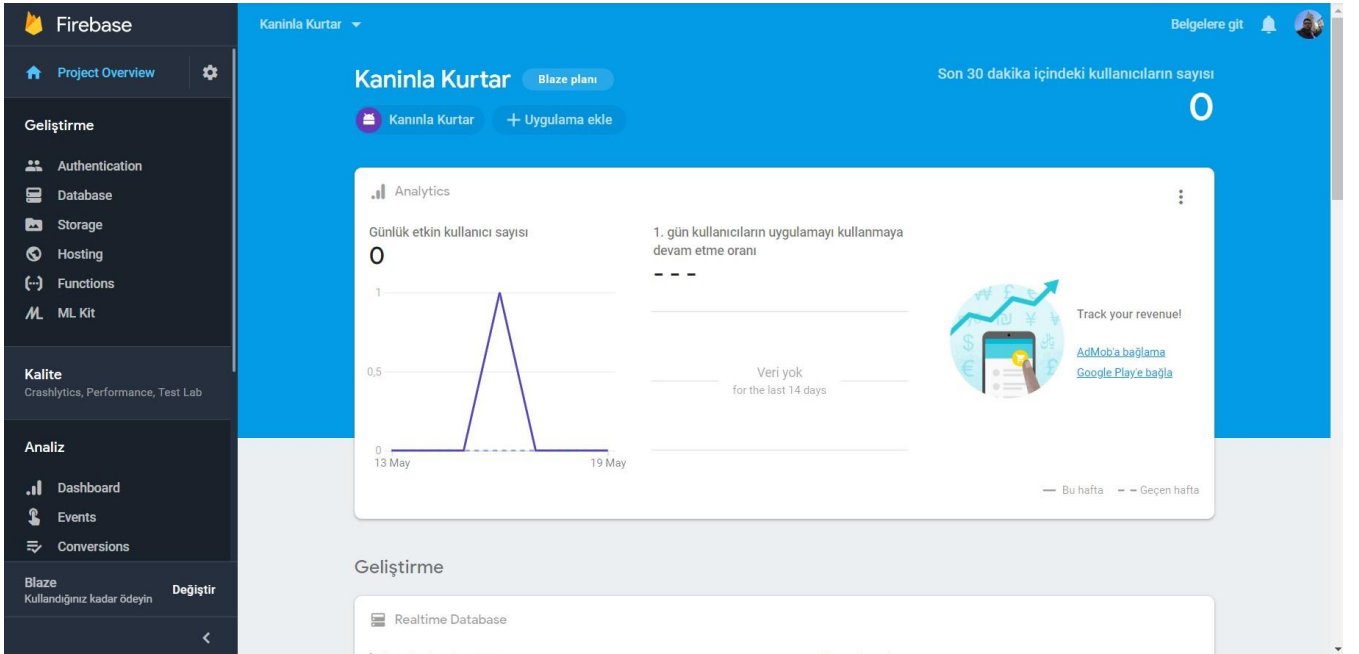 Firebase
Kaninla Kurtar
Belgelere git
Project Overview
Kaninla Kurtar
Blaze planı
Son 30 dakika içindeki kullanıcıların sayısı
0
Kanınla Kurtar
+ Uygulama ekle
Geliştirme
Authentication
Database
Storage
Hosting
Functions
ML Kit
Kalite
Crashlytics, Performance, Test Lab
Analiz
Dashboard
Events
Conversions
Blaze
Kullandığınız kadar ödeyin
Değiştir
Analytics
Günlük etkin kullanıcı sayısı
0
1
0,5
0
13 May
19 May
1. gün kullanıcıların uygulamayı kullanmaya
devam etme oranı
---
Veri yok
for the last 14 days
Track your revenue!
AdMob'a bağlama
Google Play'e bağla
Bu hafta
Geçen hafta
Geliştirme
Realtime Database